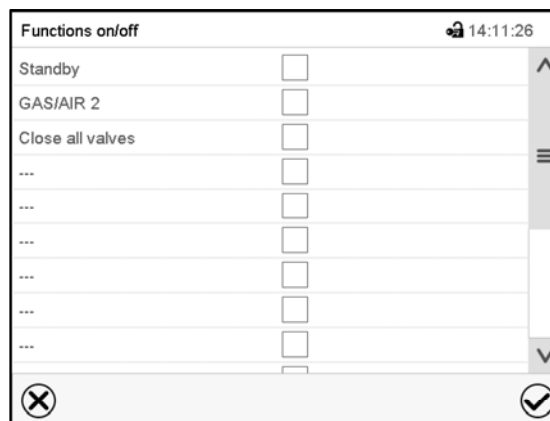 Functions on/off 14:11:26
Standby
GAS/AIR 2
Close all valves
---
---
---
---
---
---